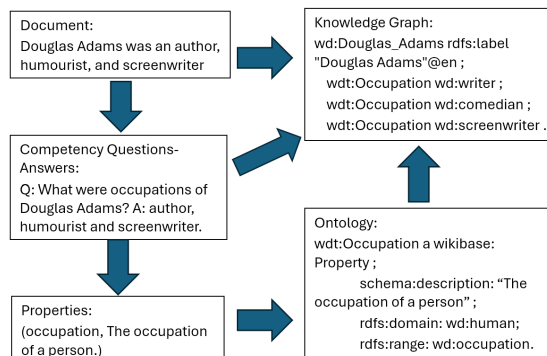 Document:
Douglas Adams was an author,
humourist, and screenwriter
Knowledge Graph:
wd:Douglas_Adams rdfs:label
"Douglas Adams"@en ;
wdt:Occupation wd:writer ;
wdt:Occupation wd:comedian ;
wdt:Occupation wd:screenwriter .
Competency Questions-
Answers:
Q: What were occupations of
Douglas Adams? A: author,
humourist and screenwriter.
Properties:
(occupation, The occupation
of a person.)
Ontology:
wdt:Occupation a wikibase:
Property ;
schema:description: “The
occupation of a person” ;
rdfs:domain: wd:human;
rdfs:range: wd:occupation.